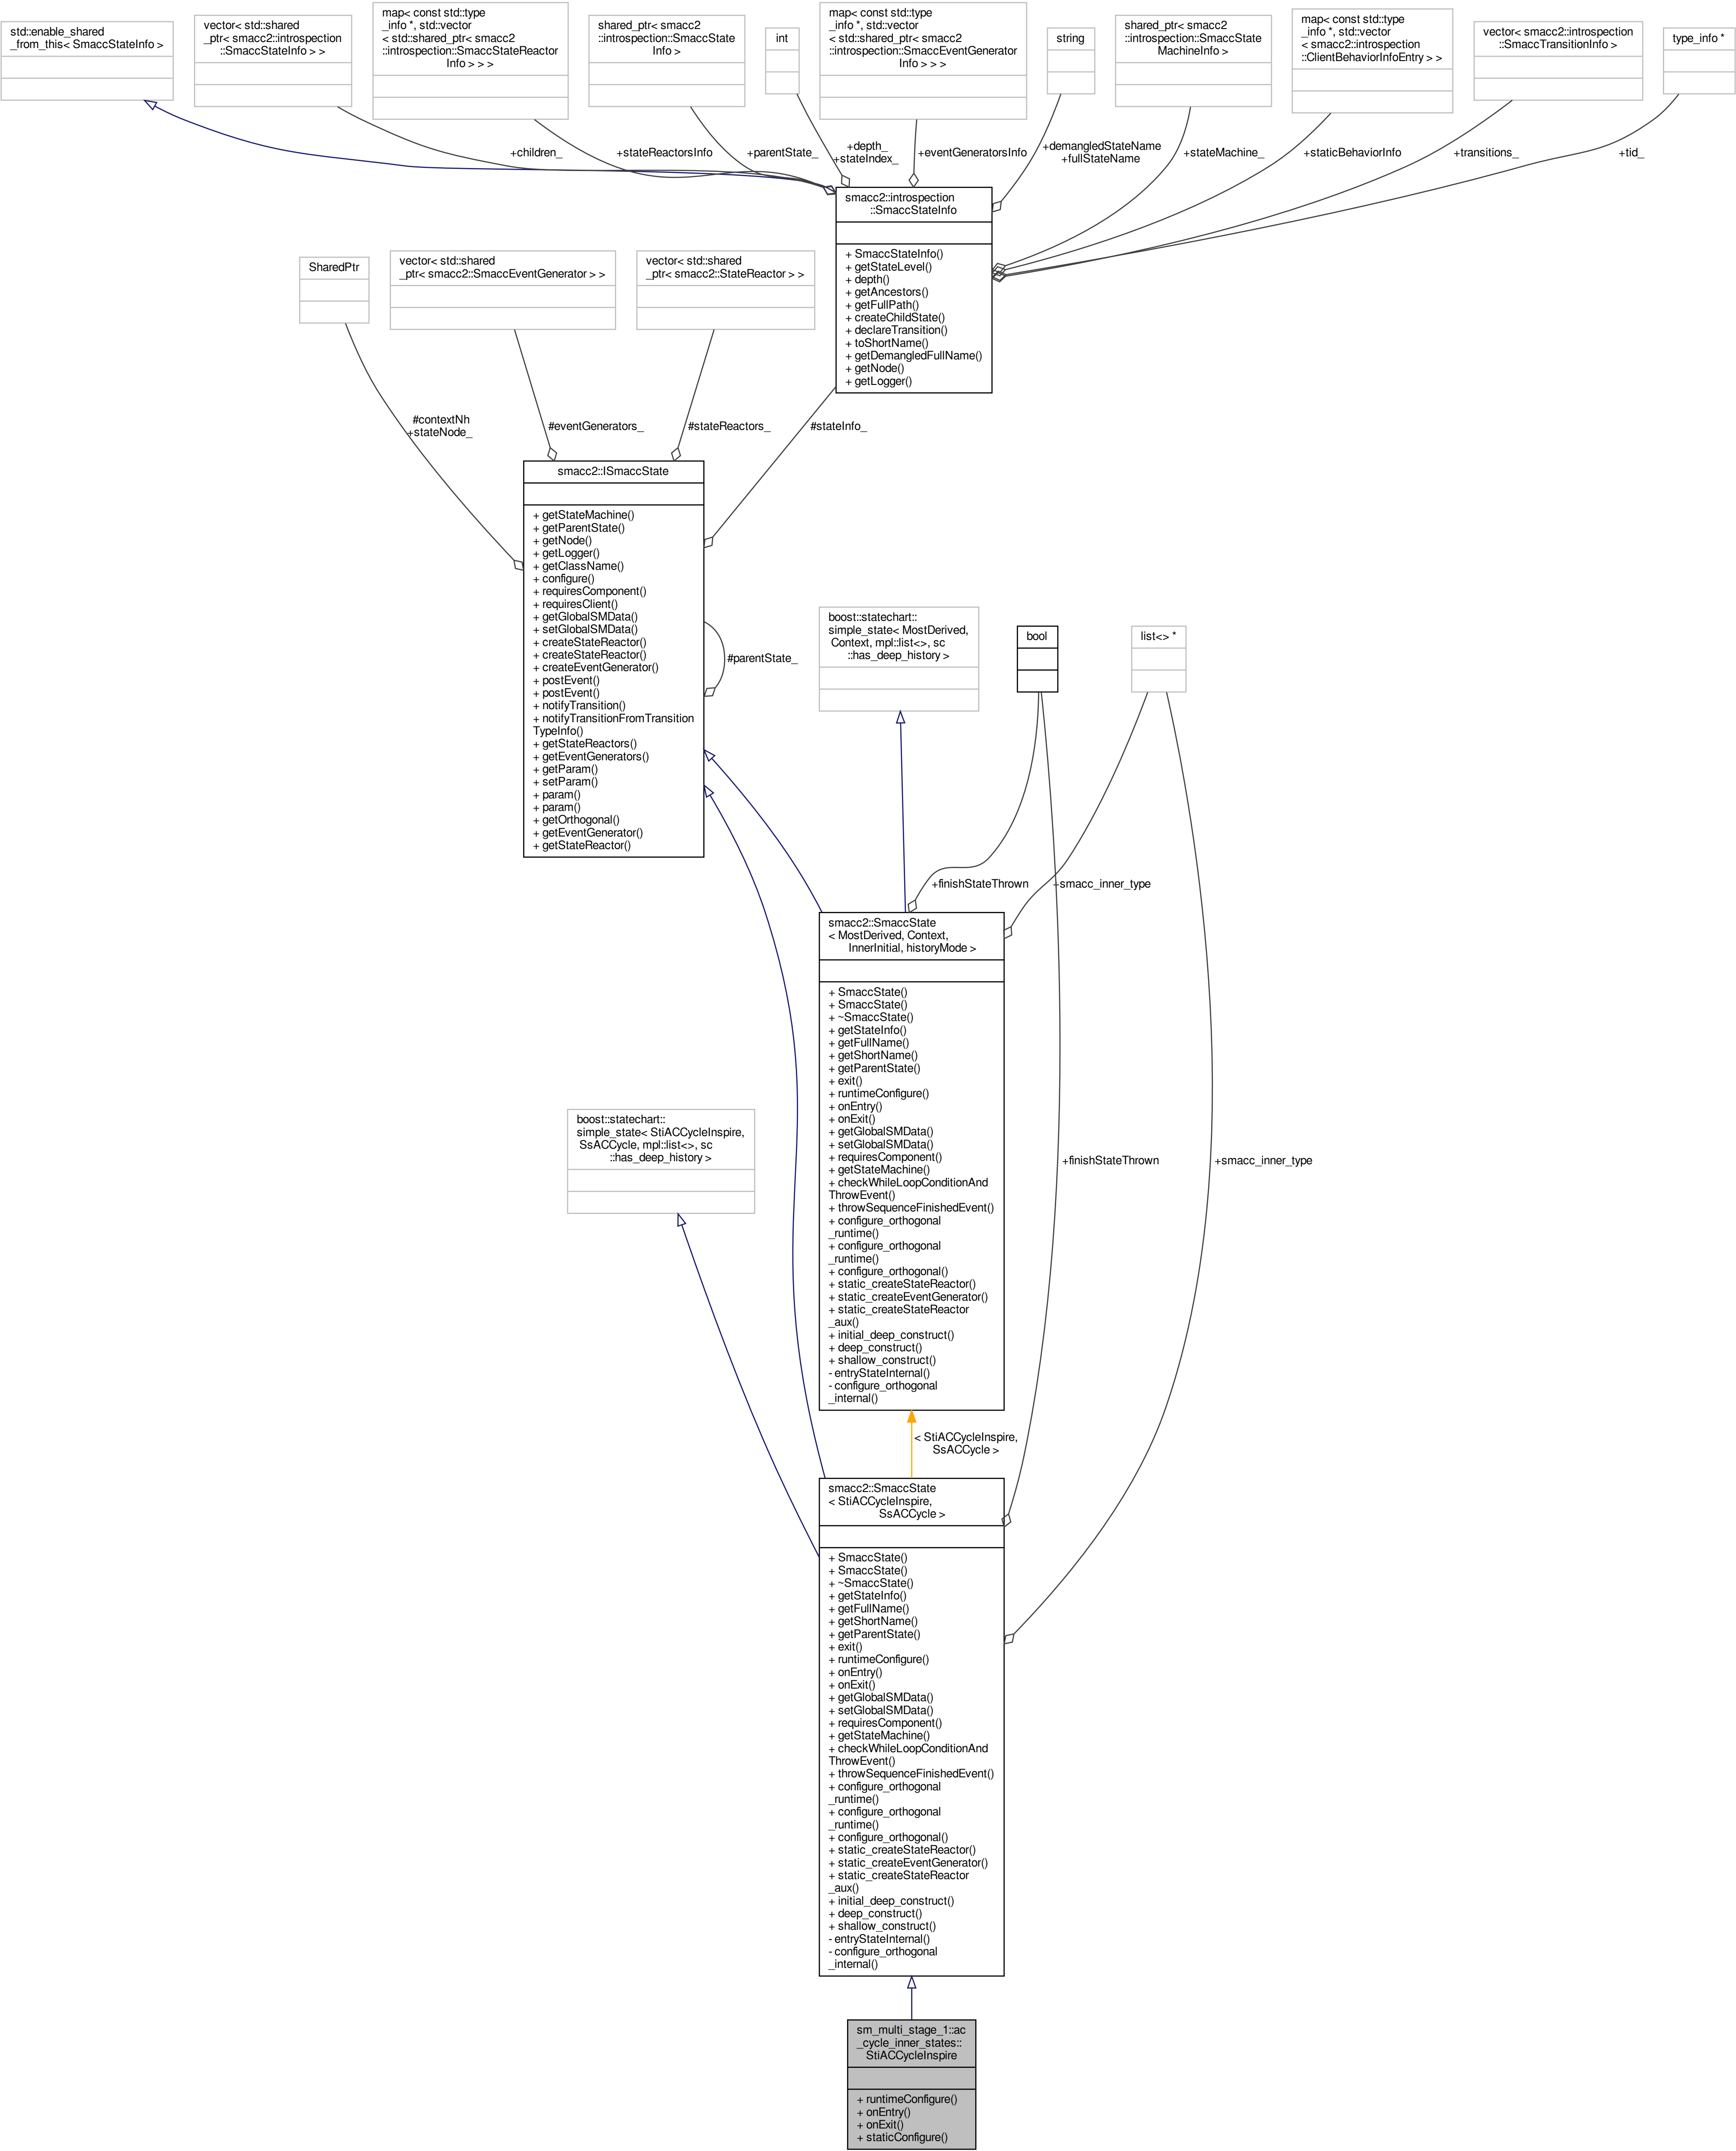 std::enable_shared
_from_this< SmaccStateInfo >
vector< std::shared
_ptr< smacc2::introspection
::SmaccStateInfo > >
map< const std::type
_info *, std::vector
< std::shared_ptr< smacc2
::introspection::SmaccStateReactor
Info > > >
shared_ptr< smacc2
::introspection::SmaccState
Info >
int
map< const std::type
_info *, std::vector
< std::shared_ptr< smacc2
::introspection::SmaccEventGenerator
Info > > >
string
shared_ptr< smacc2
::introspection::SmaccState
MachineInfo >
map< const std::type
_info *, std::vector
< smacc2::introspection
::ClientBehaviorInfoEntry > >
vector< smacc2::introspection
::SmaccTransitionInfo >
type_info *
+children_
+stateReactorsInfo
+parentState_
+depth_
+stateIndex_
+eventGeneratorsInfo
+demangledStateName
+fullStateName
+stateMachine_
+staticBehaviorInfo
+transitions_
+tid_
smacc2::introspection
::SmaccStateInfo
+ SmaccStateInfo()
+ getStateLevel()
+ depth()
+ getAncestors()
+ getFullPath()
+ createChildState()
+ declareTransition()
+ toShortName()
+ getDemangledFullName()
+ getNode()
+ getLogger()
SharedPtr
vector< std::shared
_ptr< smacc2::SmaccEventGenerator > >
vector< std::shared
_ptr< smacc2::StateReactor > >
#contextNh
+stateNode_
#eventGenerators_
#stateReactors_
#stateInfo_
smacc2::ISmaccState
+ getStateMachine()
+ getParentState()
+ getNode()
+ getLogger()
+ getClassName()
+ configure()
+ requiresComponent()
+ requiresClient()
+ getGlobalSMData()
+ setGlobalSMData()
+ createStateReactor()
+ createStateReactor()
+ createEventGenerator()
+ postEvent()
+ postEvent()
+ notifyTransition()
+ notifyTransitionFromTransition
TypeInfo()
+ getStateReactors()
+ getEventGenerators()
+ getParam()
+ setParam()
+ param()
+ param()
+ getOrthogonal()
+ getEventGenerator()
+ getStateReactor()
#parentState_
boost::statechart::
simple_state< MostDerived,
Context, mpl::list<>, sc
::has_deep_history >
bool
list<> *
+finishStateThrown
+smacc_inner_type
smacc2::SmaccState
< MostDerived, Context,
InnerInitial, historyMode >
+ SmaccState()
+ SmaccState()
+ ~SmaccState()
+ getStateInfo()
+ getFullName()
+ getShortName()
+ getParentState()
+ exit()
+ runtimeConfigure()
+ onEntry()
+ onExit()
+ getGlobalSMData()
+ setGlobalSMData()
+ requiresComponent()
+ getStateMachine()
+ checkWhileLoopConditionAnd
ThrowEvent()
+ throwSequenceFinishedEvent()
+ configure_orthogonal
_runtime()
+ configure_orthogonal
_runtime()
+ configure_orthogonal()
+ static_createStateReactor()
+ static_createEventGenerator()
+ static_createStateReactor
_aux()
+ initial_deep_construct()
+ deep_construct()
+ shallow_construct()
- entryStateInternal()
- configure_orthogonal
_internal()
boost::statechart::
simple_state< StiACCycleInspire,
SsACCycle, mpl::list<>, sc
::has_deep_history >
+finishStateThrown
+smacc_inner_type
< StiACCycleInspire,
SsACCycle >
smacc2::SmaccState
< StiACCycleInspire,
SsACCycle >
+ SmaccState()
+ SmaccState()
+ ~SmaccState()
+ getStateInfo()
+ getFullName()
+ getShortName()
+ getParentState()
+ exit()
+ runtimeConfigure()
+ onEntry()
+ onExit()
+ getGlobalSMData()
+ setGlobalSMData()
+ requiresComponent()
+ getStateMachine()
+ checkWhileLoopConditionAnd
ThrowEvent()
+ throwSequenceFinishedEvent()
+ configure_orthogonal
_runtime()
+ configure_orthogonal
_runtime()
+ configure_orthogonal()
+ static_createStateReactor()
+ static_createEventGenerator()
+ static_createStateReactor
_aux()
+ initial_deep_construct()
+ deep_construct()
+ shallow_construct()
- entryStateInternal()
- configure_orthogonal
_internal()
sm_multi_stage_1::ac
_cycle_inner_states::
StiACCycleInspire
+ runtimeConfigure()
+ onEntry()
+ onExit()
+ staticConfigure()